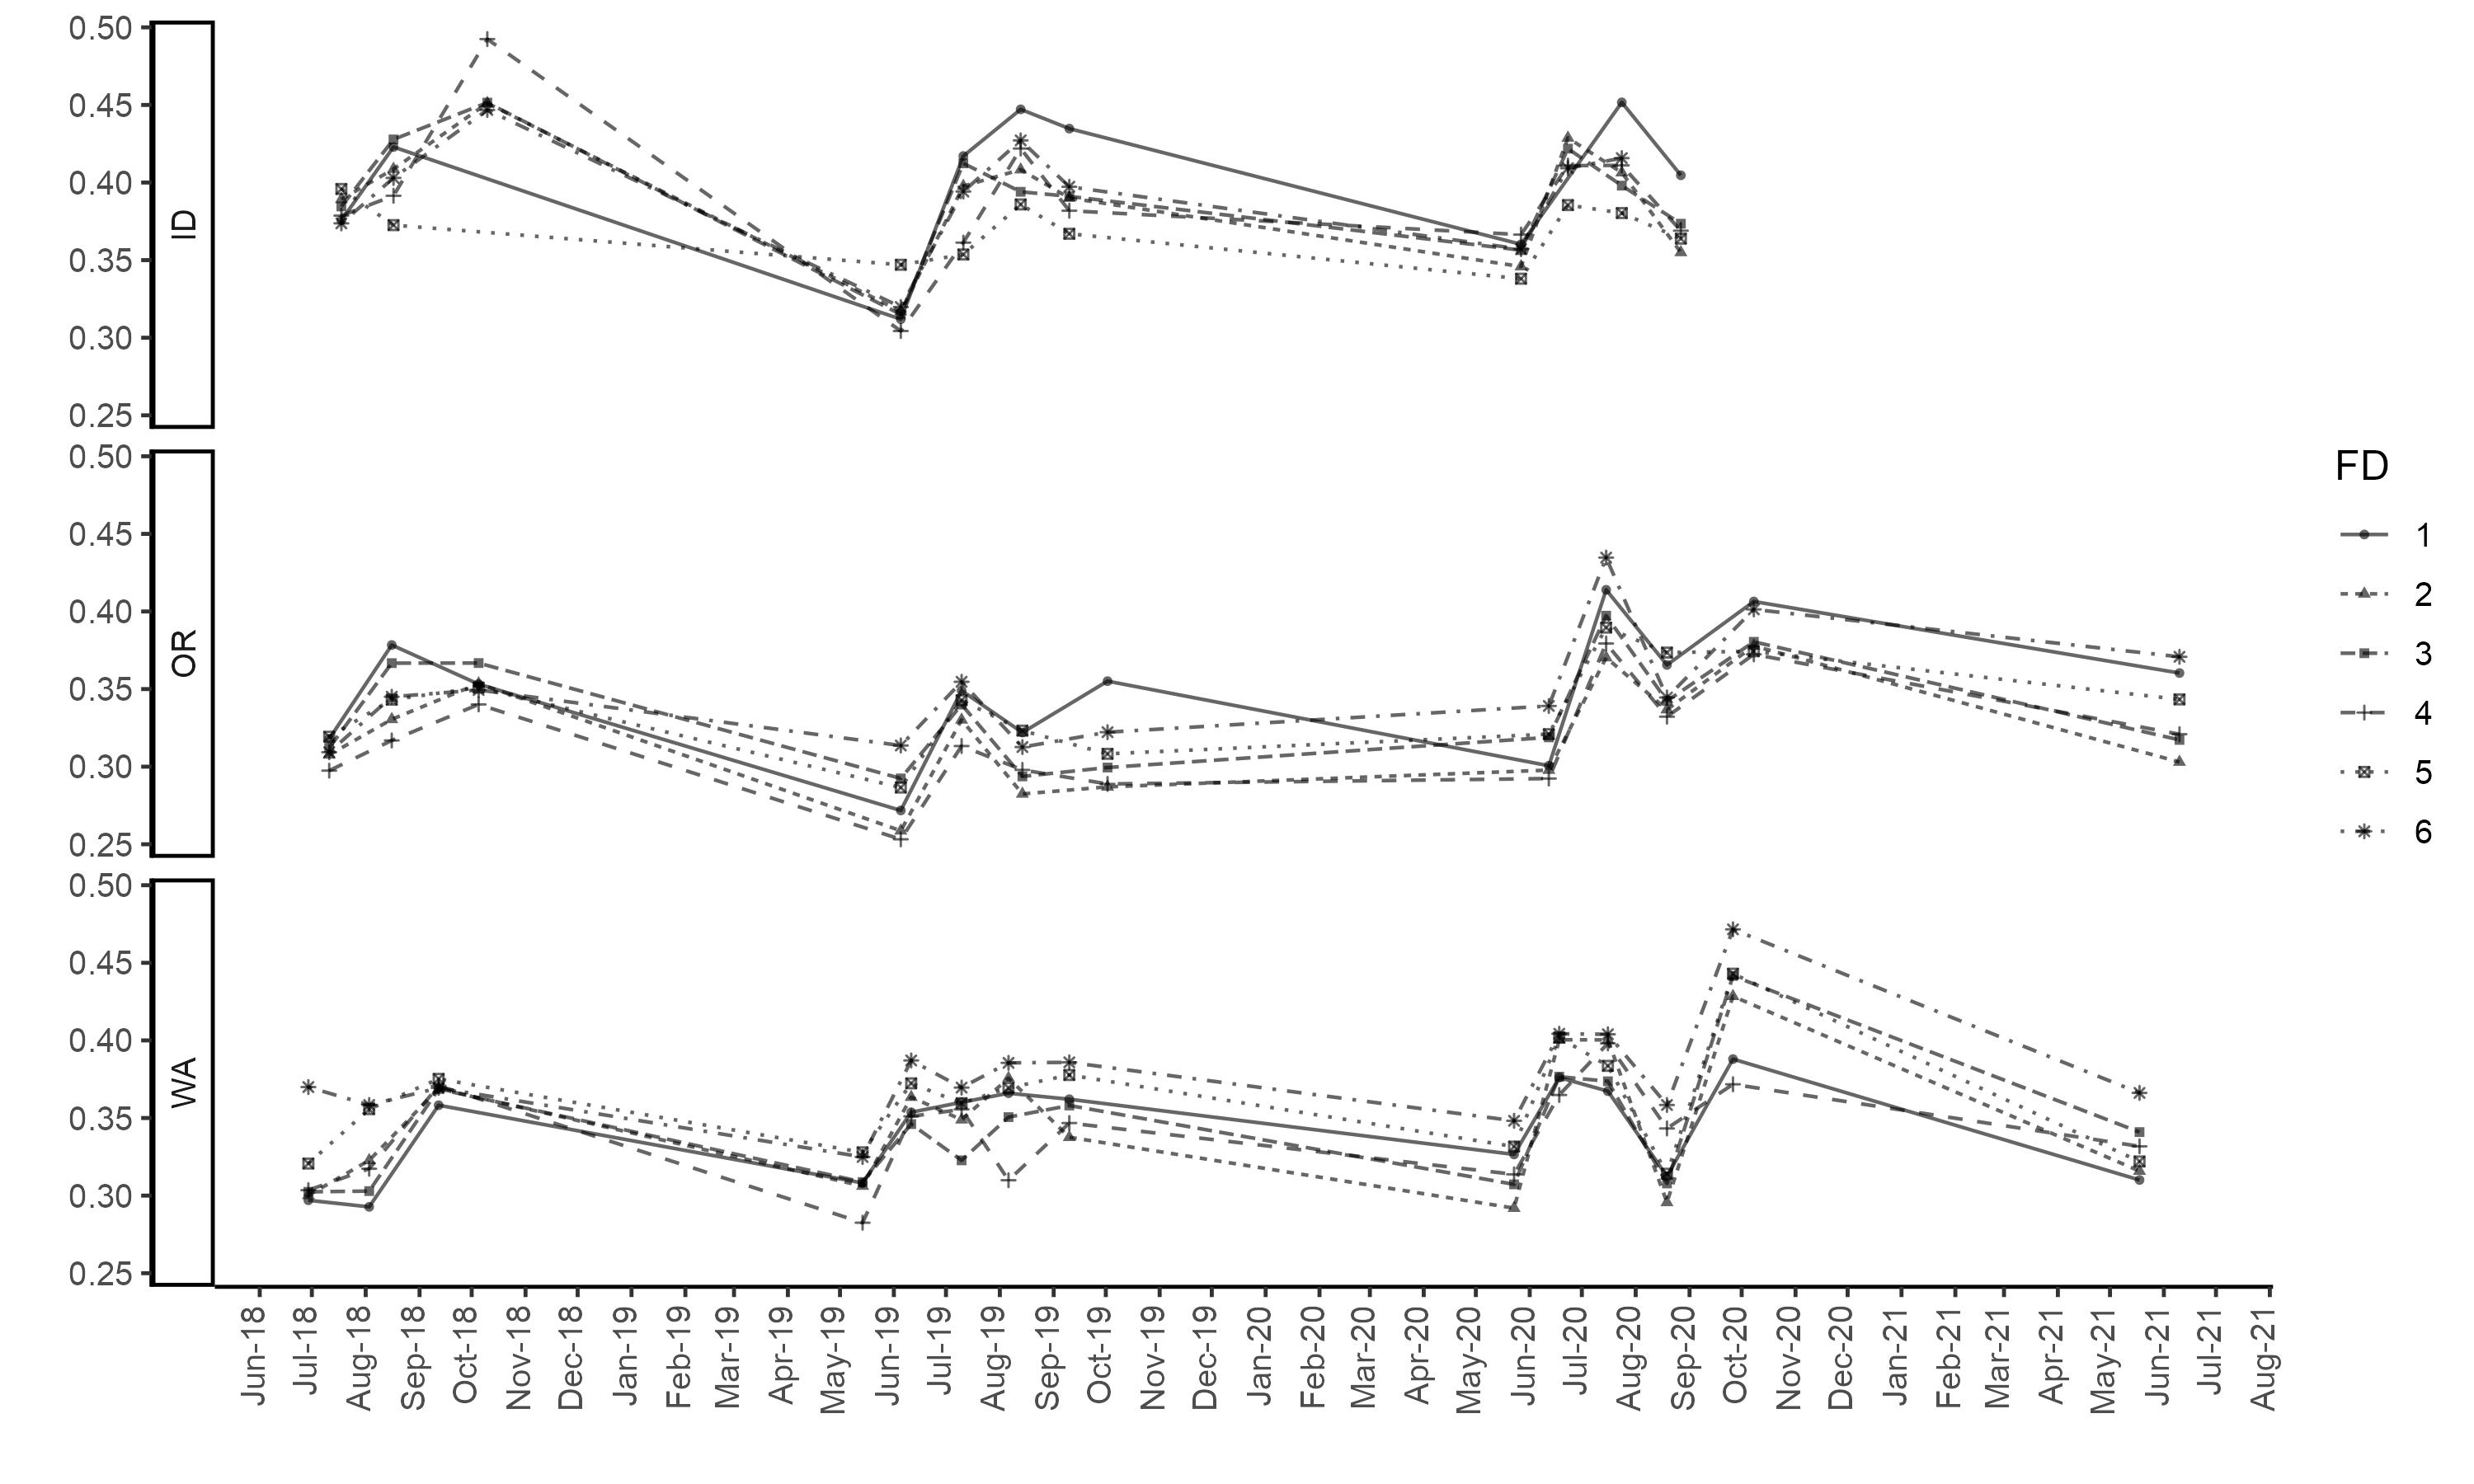 0.50
0.45
0.40
0.35
0.30
0.25
ID
0.50
0.45
0.40
0.35
0.30
0.25
OR
0.50
0.45
0.40
0.35
0.30
0.25
WA
Jun-18
Jul-18
Aug-18
Sep-18
Oct-18
Nov-18
Dec-18
Jan-19
Feb-19
Mar-19
Apr-19
May-19
Jun-19
Jul-19
Aug-19
Sep-19
Oct-19
Nov-19
Dec-19
Jan-20
Feb-20
Mar-20
Apr-20
May-20
Jun-20
Jul-20
Aug-20
Sep-20
Oct-20
Nov-20
Dec-20
Jan-21
Feb-21
Mar-21
Apr-21
May-21
Jun-21
Jul-21
Aug-21
FD
1
2
3
4
5
6